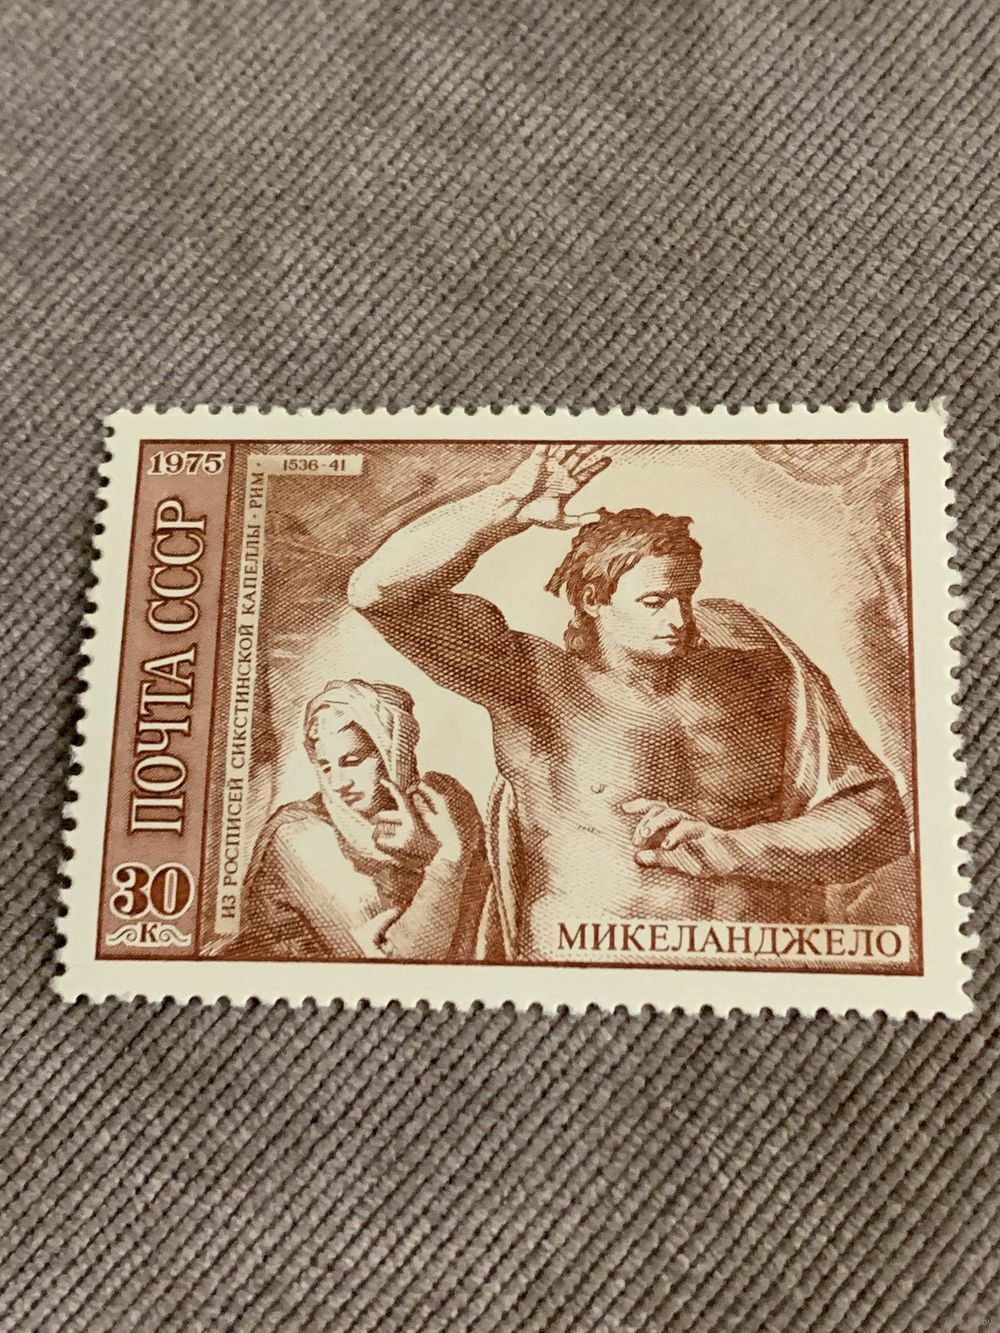 1975
ПОЧТА СССР
30
К
ИЗ РОСПИСЕЙ СИКСТИНСКОЙ КАПЕЛЛЫ · РИМ ·
1536-41
МИКЕЛАНДЖЕЛО